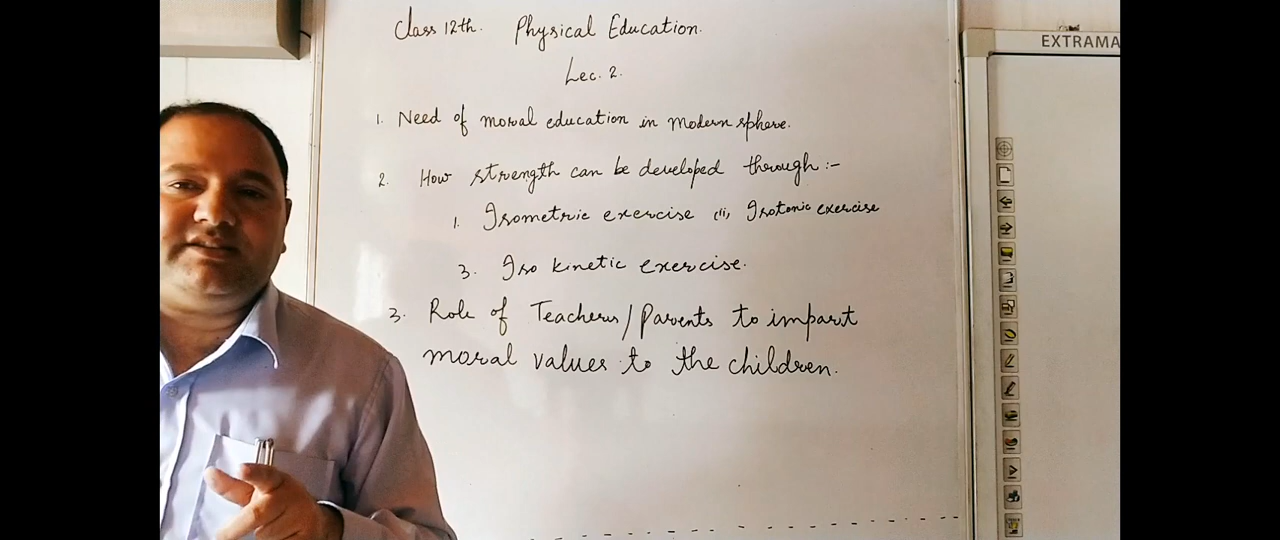 Class 12th. Physical Education.
Lec. 2.
1. Need of moral education in modern sphere.
2. How strength can be developed through :-
1. Isometric exercise (ii) Isotonic exercise
3. Iso kinetic exercise.
3. Role of Teachers/Parents to impart
moral values to the children.
EXTRAMA